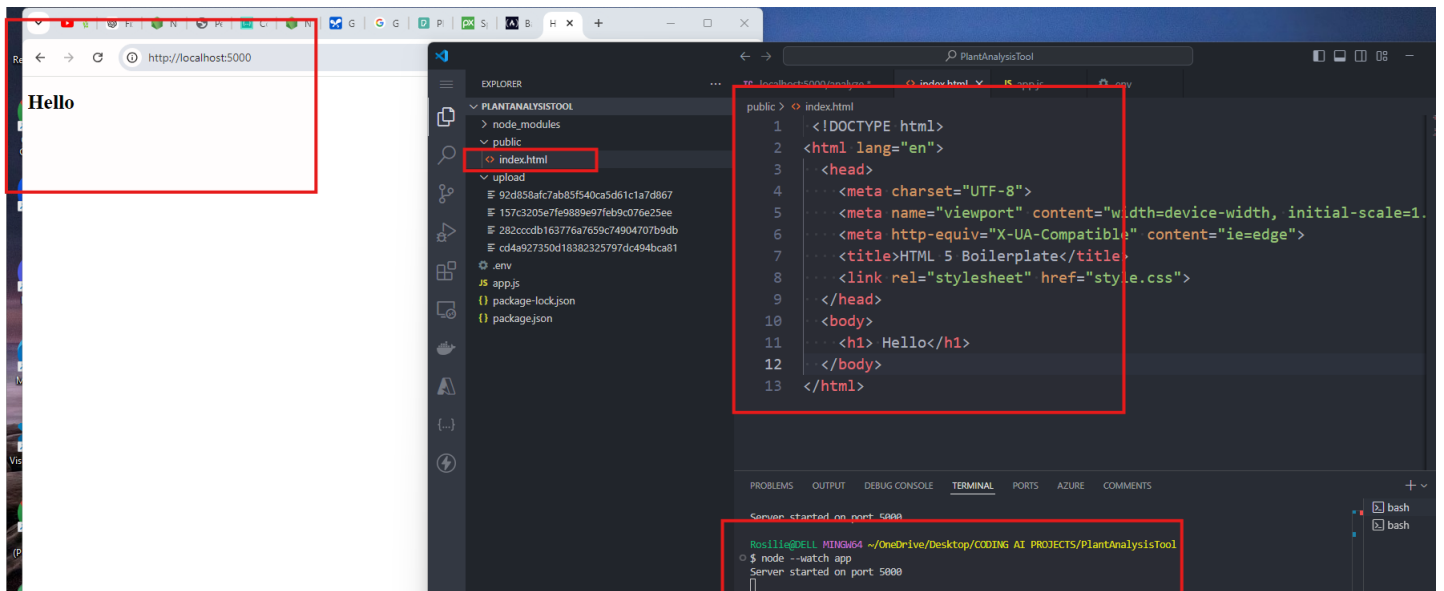 http://localhost:5000
Hello
PlantAnalysisTool
EXPLORER
PLANTANALYSISTOOL
node_modules
public
index.html
upload
92d858afc7ab85f540ca5d61c1a7d867
157c3205e7fe9889e97feb9c076e25ee
282cccdb163776a7659c74904707b9db
cd4a927350d18382325797dc494bca81
.env
JS app.js
{} package-lock.json
{} package.json
localhost:5000/analyze index.html JS app.js .env
public > index.html
1 <!DOCTYPE html>
2 <html lang="en">
3 <head>
4 <meta charset="UTF-8">
5 <meta name="viewport" content="width=device-width, initial-scale=1.
6 <meta http-equiv="X-UA-Compatible" content="ie=edge">
7 <title>HTML 5 Boilerplate</title>
8 <link rel="stylesheet" href="style.css">
9 </head>
10 <body>
11 <h1> Hello</h1>
12 </body>
13 </html>
PROBLEMS OUTPUT DEBUG CONSOLE TERMINAL PORTS AZURE COMMENTS
Server started on port 5000
Rosilie@DELL MINGW64 ~/OneDrive/Desktop/CODING AI PROJECTS/PlantAnalysisTool
$ node --watch app
Server started on port 5000
bash
bash